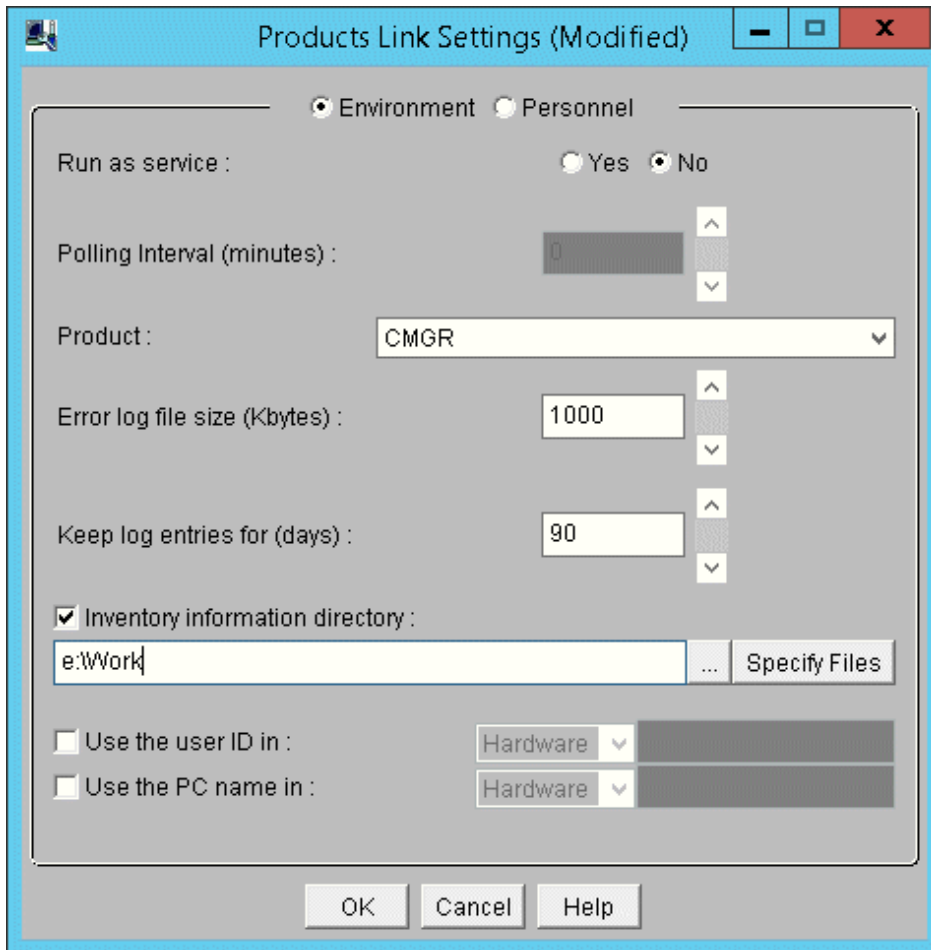 Products Link Settings (Modified)
Environment Personnel
Run as service : Yes No
Polling Interval (minutes) : 0
Product : CMGR
Error log file size (Kbytes) : 1000
Keep log entries for (days) : 90
Inventory information directory :
e:\Work ... Specify Files
Use the user ID in : Hardware
Use the PC name in : Hardware
OK Cancel Help